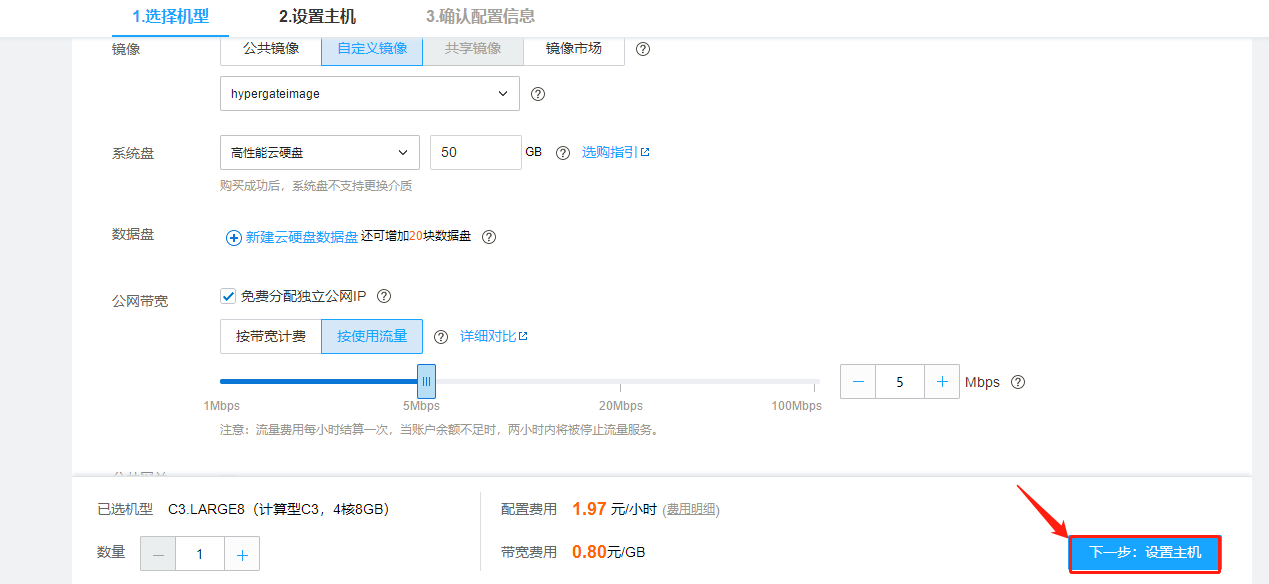 1.选择机型 2.设置主机 3.确认配置信息
镜像 公共镜像 自定义镜像 共享镜像 镜像市场 ?
hypergateimage ?
系统盘 高性能云硬盘 50 GB ? 选购指引
购买成功后，系统盘不支持更换介质
数据盘 新建云硬盘数据盘 还可增加20块数据盘 ?
公网带宽 免费分配独立公网IP ?
按带宽计费 按使用流量 ? 详细对比
5 Mbps ?
1Mbps 5Mbps 20Mbps 100Mbps
注意：流量费用每小时结算一次，当账户余额不足时，两小时内将被停止流量服务。
已选机型 C3.LARGE8（计算型C3，4核8GB） 配置费用 1.97 元/小时 (费用明细)
数量 1 带宽费用 0.80元/GB 下一步：设置主机